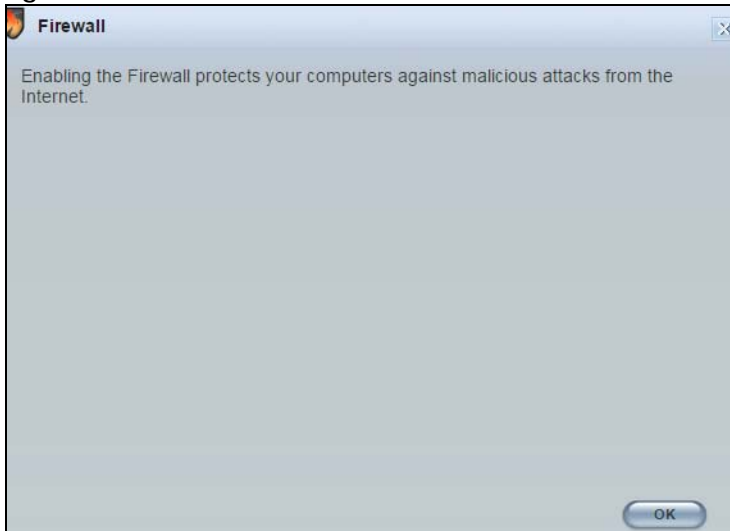 Firewall
Enabling the Firewall protects your computers against malicious attacks from the
Internet.
OK